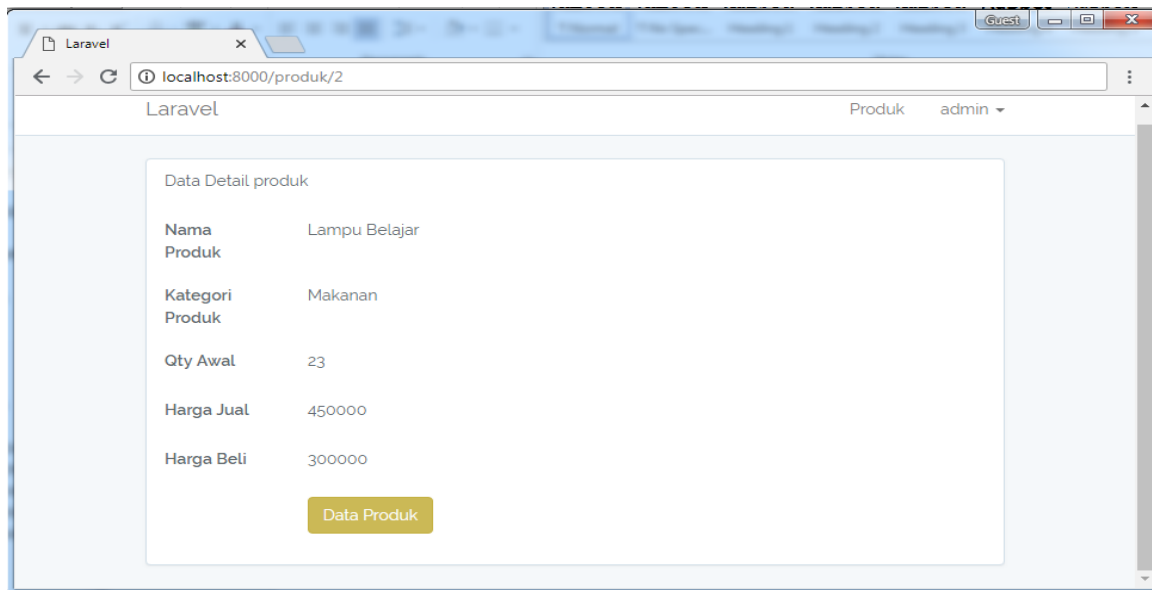 Guest
Laravel
localhost:8000/produk/2
Laravel Produk admin
Data Detail produk
Nama Lampu Belajar
Produk
Kategori Makanan
Produk
Qty Awal 23
Harga Jual 450000
Harga Beli 300000
Data Produk